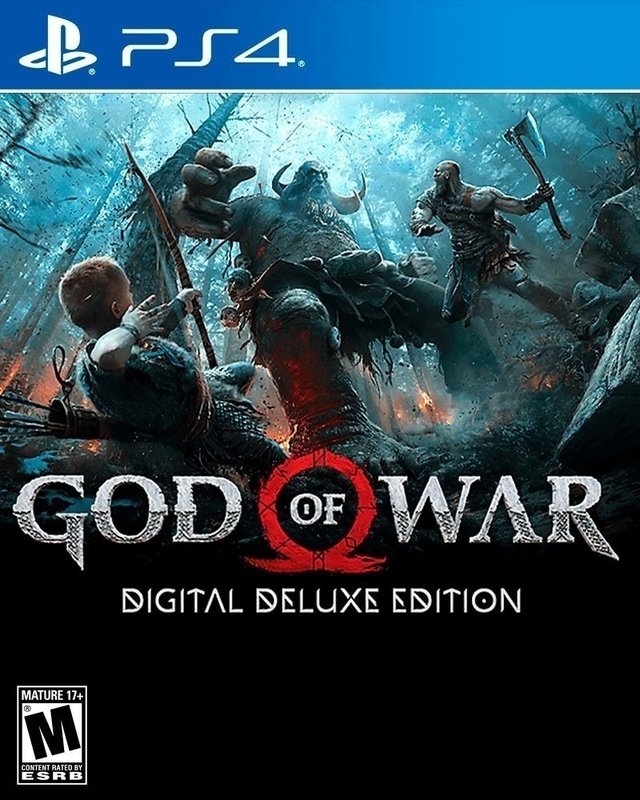 PS4
GOD OF WAR
DIGITAL DELUXE EDITION
MATURE 17+
M
CONTENT RATED BY
ESRB